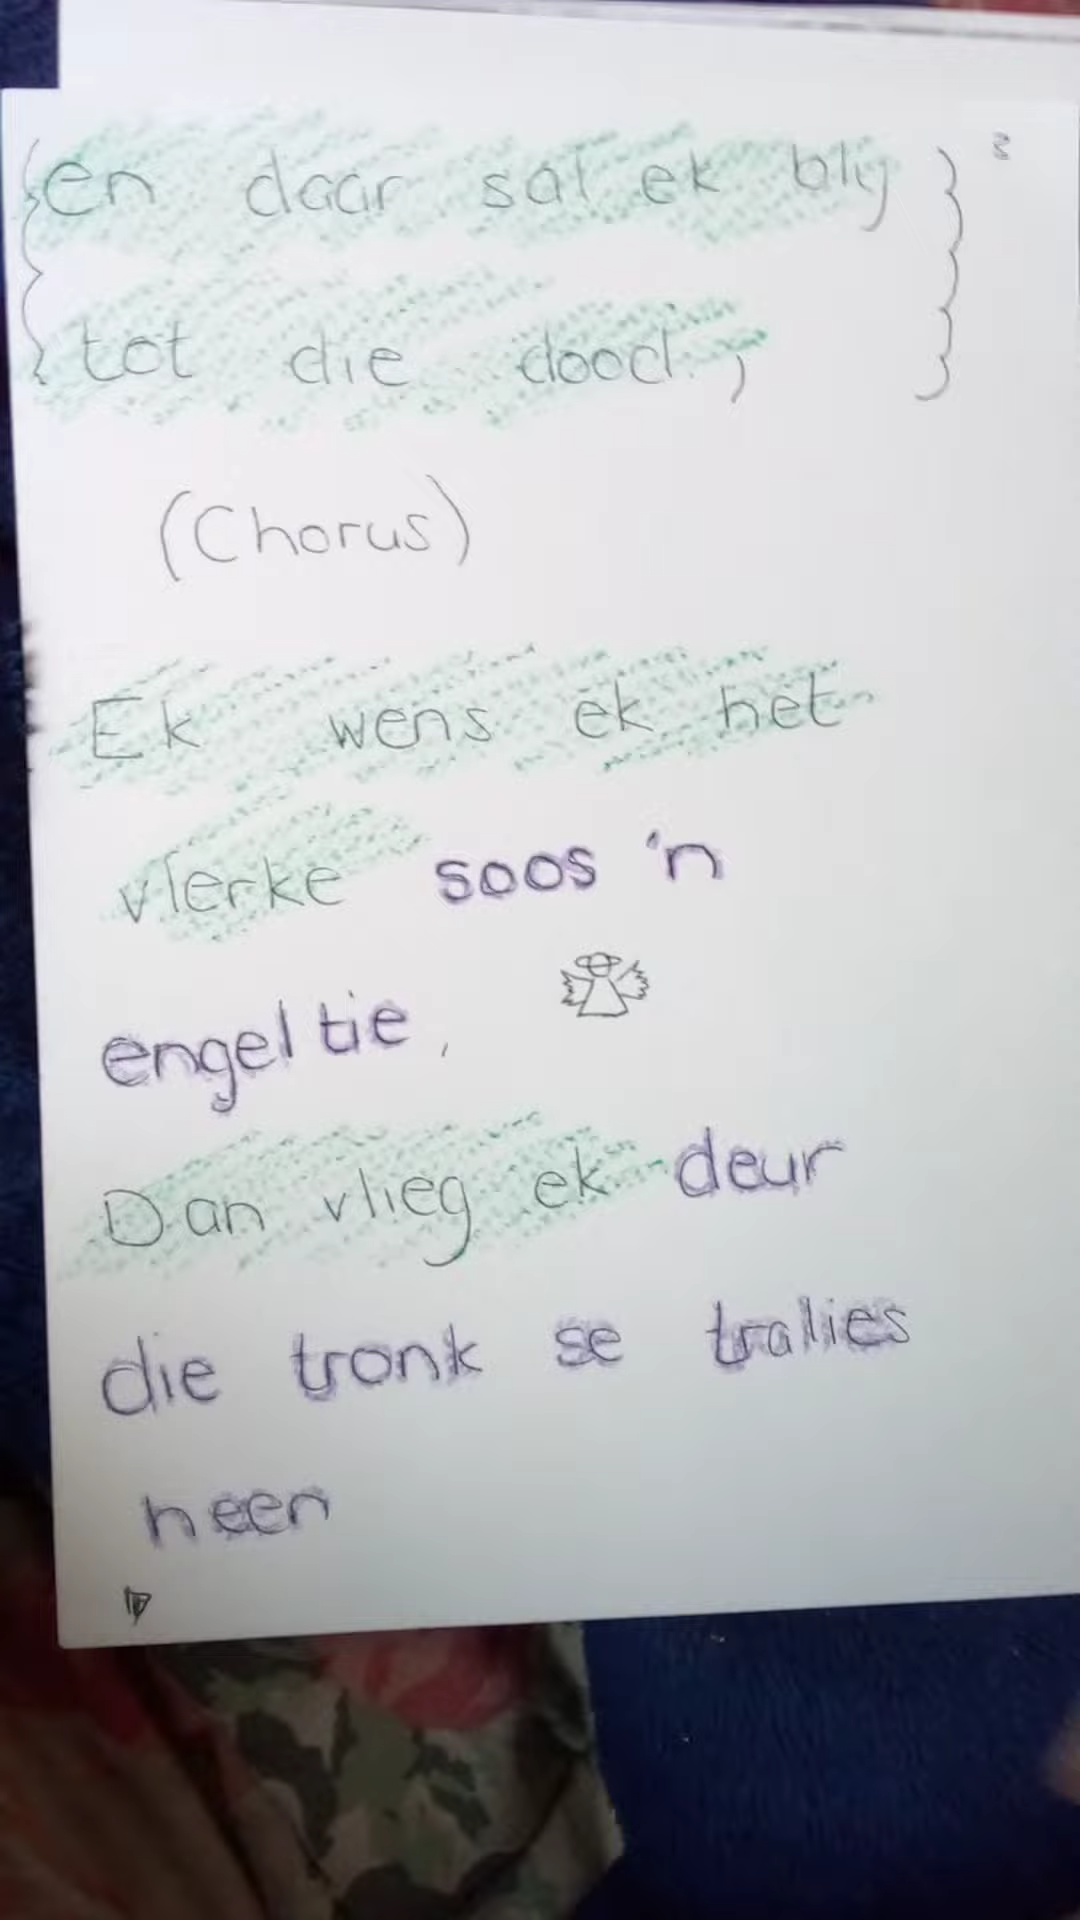 en daar sal ek bly
tot die dood,
(Chorus)
Ek wens ek het
vlerke soos 'n
engeltie,
Dan vlieg ek deur
die tronk se tralies
heen